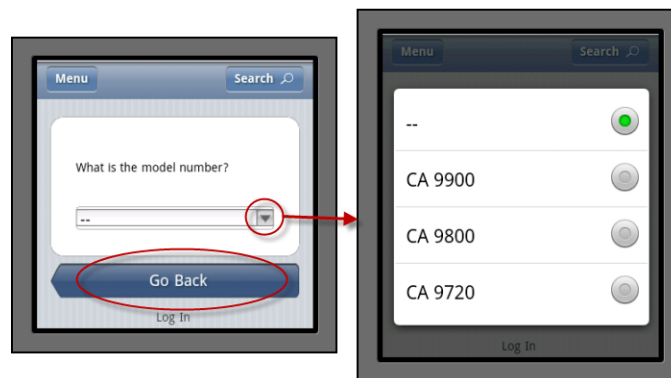 Menu Search
What is the model number?
--
Go Back
Log In
Menu Search
--
CA 9900
CA 9800
CA 9720
Log In